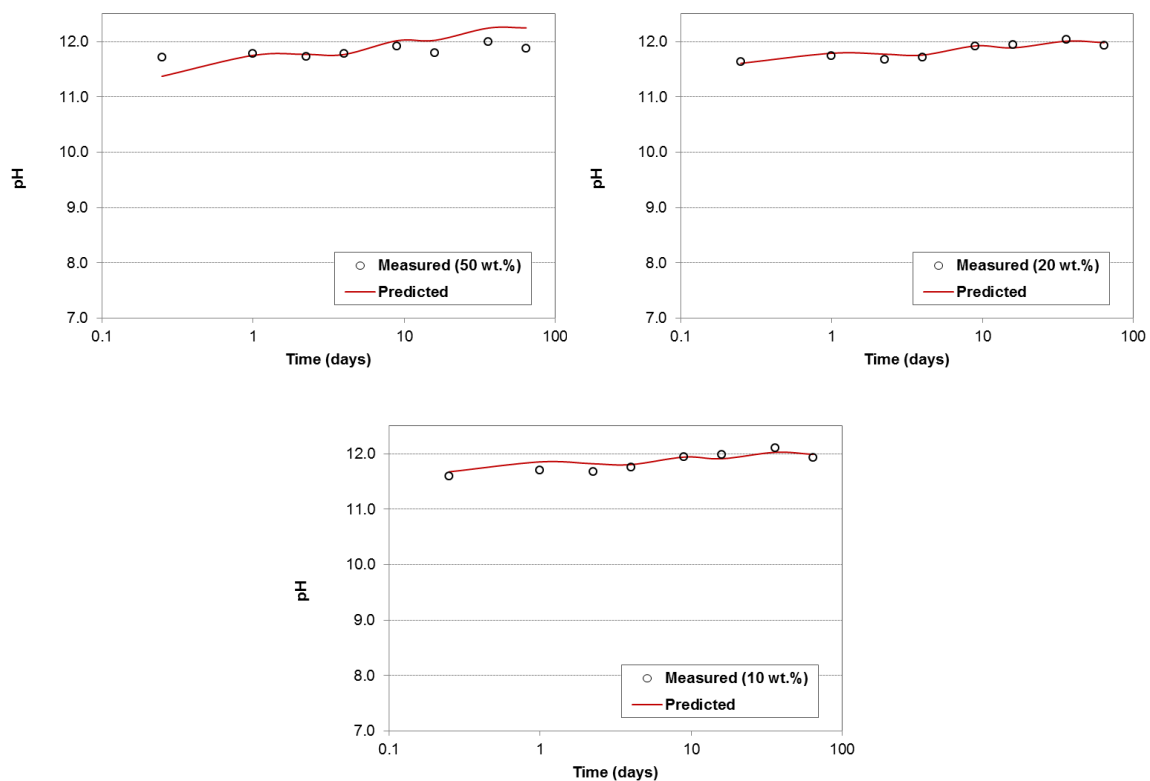 12.0
11.0
10.0
9.0
8.0
7.0
pH
Measured (50 wt.%)
Predicted
0.1 1 10 100
Time (days)
12.0
11.0
10.0
9.0
8.0
7.0
pH
Measured (20 wt.%)
Predicted
0.1 1 10 100
Time (days)
12.0
11.0
10.0
9.0
8.0
7.0
pH
Measured (10 wt.%)
Predicted
0.1 1 10 100
Time (days)